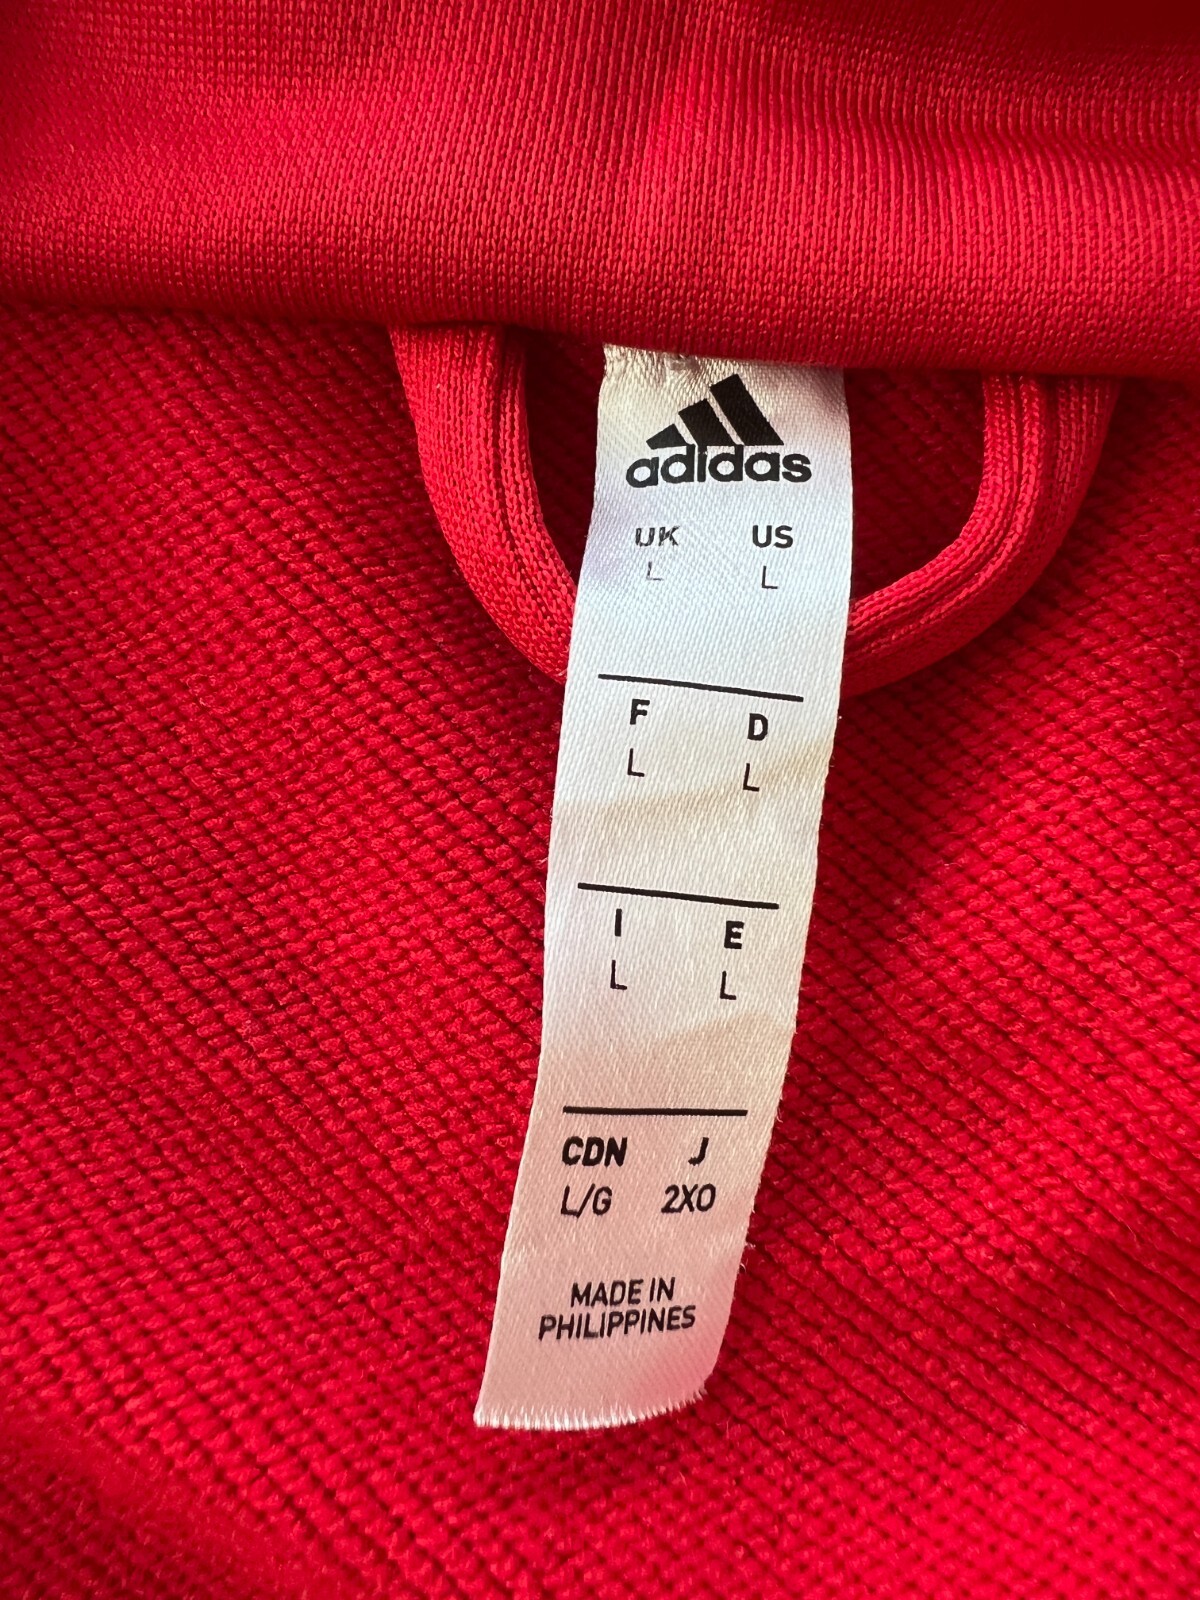 adidas
UK US
L L
F D
L L
I E
L L
CDN J
L/G 2XO
MADE IN
PHILIPPINES